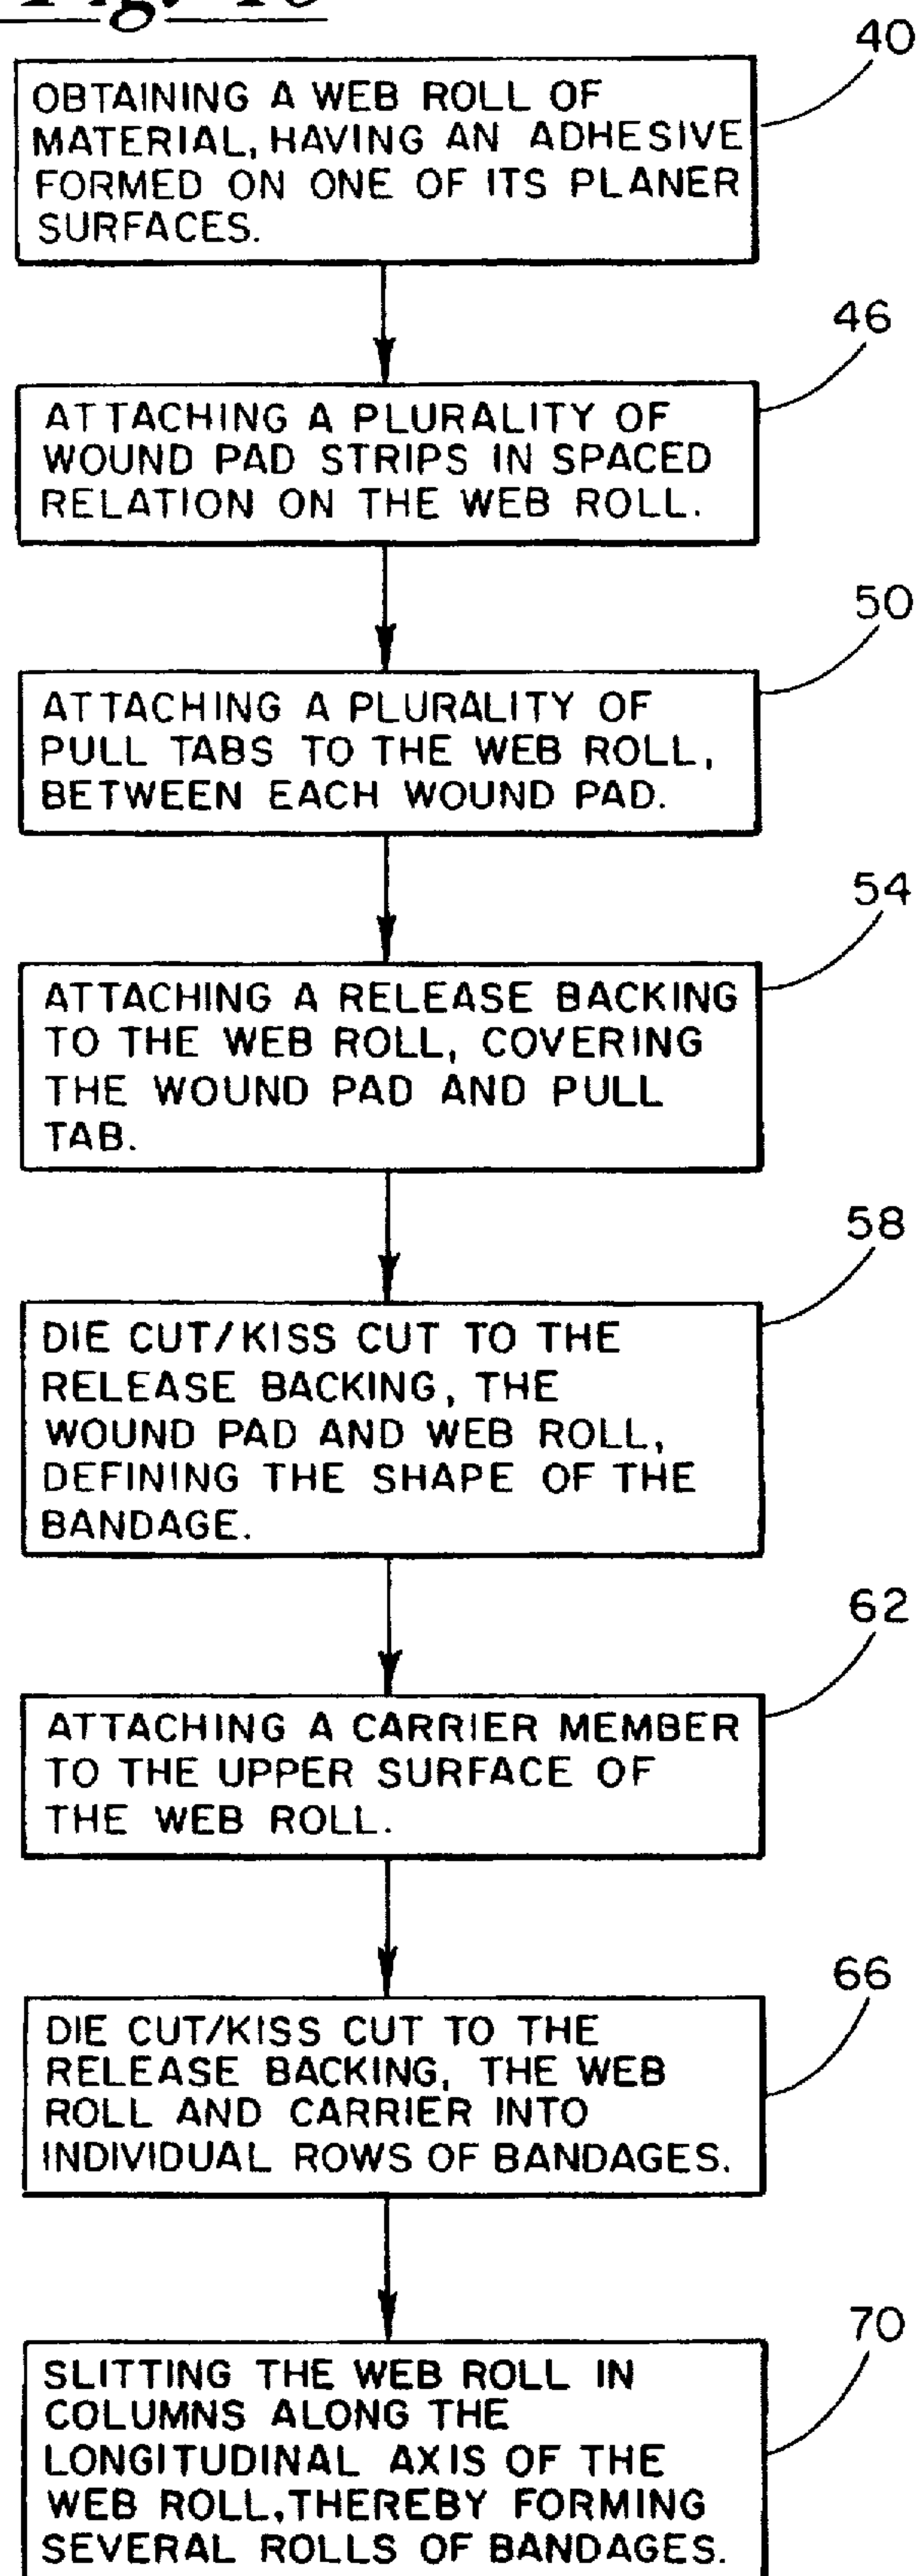 40
OBTAINING A WEB ROLL OF
MATERIAL, HAVING AN ADHESIVE
FORMED ON ONE OF ITS PLANER
SURFACES.
46
ATTACHING A PLURALITY OF
WOUND PAD STRIPS IN SPACED
RELATION ON THE WEB ROLL.
50
ATTACHING A PLURALITY OF
PULL TABS TO THE WEB ROLL,
BETWEEN EACH WOUND PAD.
54
ATTACHING A RELEASE BACKING
TO THE WEB ROLL, COVERING
THE WOUND PAD AND PULL
TAB.
58
DIE CUT/KISS CUT TO THE
RELEASE BACKING, THE
WOUND PAD AND WEB ROLL,
DEFINING THE SHAPE OF THE
BANDAGE.
62
ATTACHING A CARRIER MEMBER
TO THE UPPER SURFACE OF
THE WEB ROLL.
66
DIE CUT/KISS CUT TO THE
RELEASE BACKING, THE WEB
ROLL AND CARRIER INTO
INDIVIDUAL ROWS OF BANDAGES.
70
SLITTING THE WEB ROLL IN
COLUMNS ALONG THE
LONGITUDINAL AXIS OF THE
WEB ROLL,THEREBY FORMING
SEVERAL ROLLS OF BANDAGES.